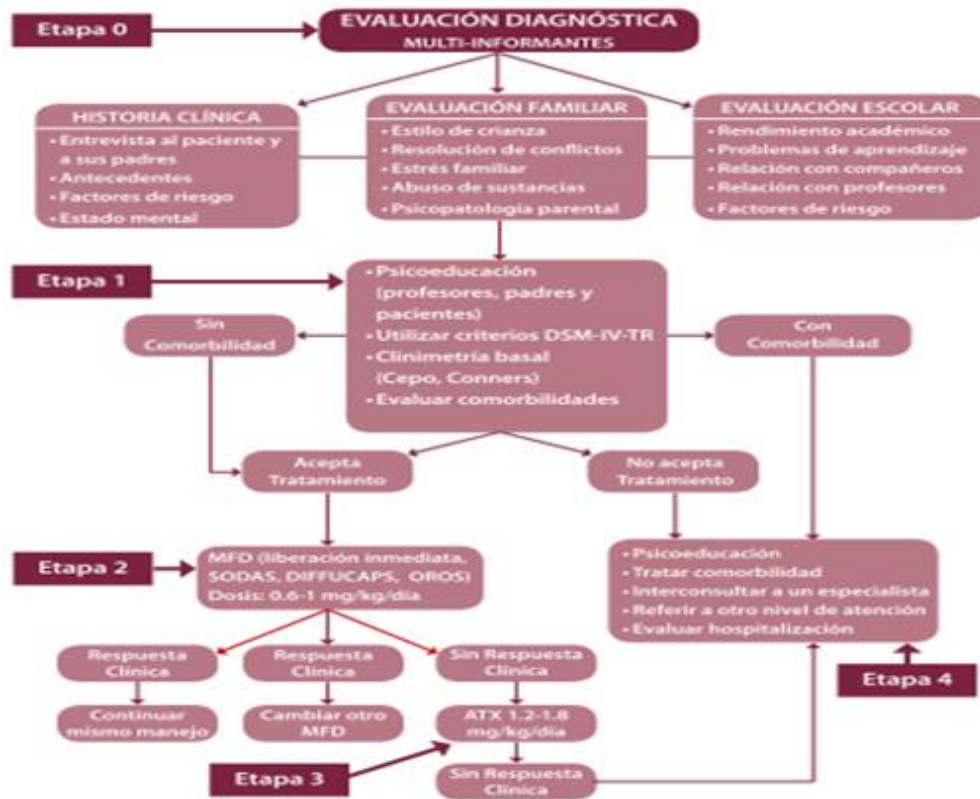 Etapa 0
EVALUACIÓN DIAGNÓSTICA
MULTI-INFORMANTES
HISTORIA CLÍNICA
• Entrevista al paciente y
a sus padres
• Antecedentes
• Factores de riesgo
• Estado mental
EVALUACIÓN FAMILIAR
• Estilo de crianza
• Resolución de conflictos
• Estrés familiar
• Abuso de sustancias
• Psicopatología parental
EVALUACIÓN ESCOLAR
• Rendimiento académico
• Problemas de aprendizaje
• Relación con compañeros
• Relación con profesores
• Factores de riesgo
Etapa 1
• Psicoeducación
(profesores, padres y
pacientes)
• Utilizar criterios DSM-IV-TR
• Clinimetría basal
(Cepo, Conners)
• Evaluar comorbilidades
Sin
Comorbilidad
Con
Comorbilidad
Acepta
Tratamiento
No acepta
Tratamiento
Etapa 2
MFD (liberación inmediata,
SODAS, DIFFUCAPS, OROS)
Dosis: 0.6-1 mg/kg/día
• Psicoeducación
• Tratar comorbilidad
• Interconsultar a un especialista
• Referir a otro nivel de atención
• Evaluar hospitalización
Respuesta
Clínica
Respuesta
Clínica
Sin Respuesta
Clínica
Etapa 4
Continuar
mismo manejo
Cambiar otro
MFD
ATX 1.2-1.8
mg/kg/día
Etapa 3
Sin Respuesta
Clínica